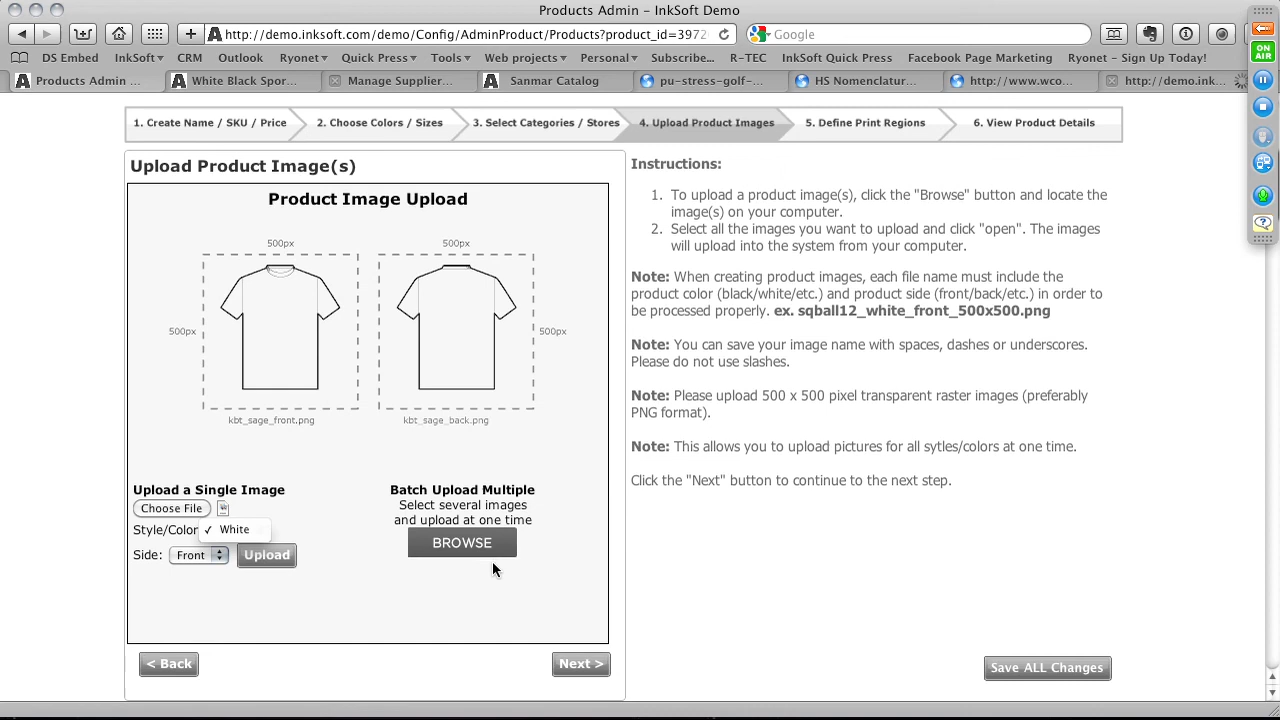 Products Admin - InkSoft Demo
http://demo.inksoft.com/demo/Config/AdminProduct/Products?product_id=3972
Google
DS Embed InkSoft CRM Outlook Ryonet Quick Press Tools Web projects Personal Subscribe... R-TEC InkSoft Quick Press Facebook Page Marketing Ryonet - Sign Up Today!
Products Admin ... White Black Spor... Manage Supplier... Sanmar Catalog pu-stress-golf-... HS Nomenclatur... http://www.wco... http://demo.ink...
ON AIR
1. Create Name / SKU / Price 2. Choose Colors / Sizes 3. Select Categories / Stores 4. Upload Product Images 5. Define Print Regions 6. View Product Details
Upload Product Image(s)
Product Image Upload
500px 500px
500px 500px
kbt_sage_front.png kbt_sage_back.png
Upload a Single Image
Choose File
Style/Color ✓ White
Side: Front Upload
Batch Upload Multiple
Select several images
and upload at one time
BROWSE
< Back Next >
Instructions:
1. To upload a product image(s), click the "Browse" button and locate the
image(s) on your computer.
2. Select all the images you want to upload and click "open". The images
will upload into the system from your computer.
Note: When creating product images, each file name must include the
product color (black/white/etc.) and product side (front/back/etc.) in order to
be processed properly. ex. sqball12_white_front_500x500.png
Note: You can save your image name with spaces, dashes or underscores.
Please do not use slashes.
Note: Please upload 500 x 500 pixel transparent raster images (preferably
PNG format).
Note: This allows you to upload pictures for all sytles/colors at one time.
Click the "Next" button to continue to the next step.
Save ALL Changes